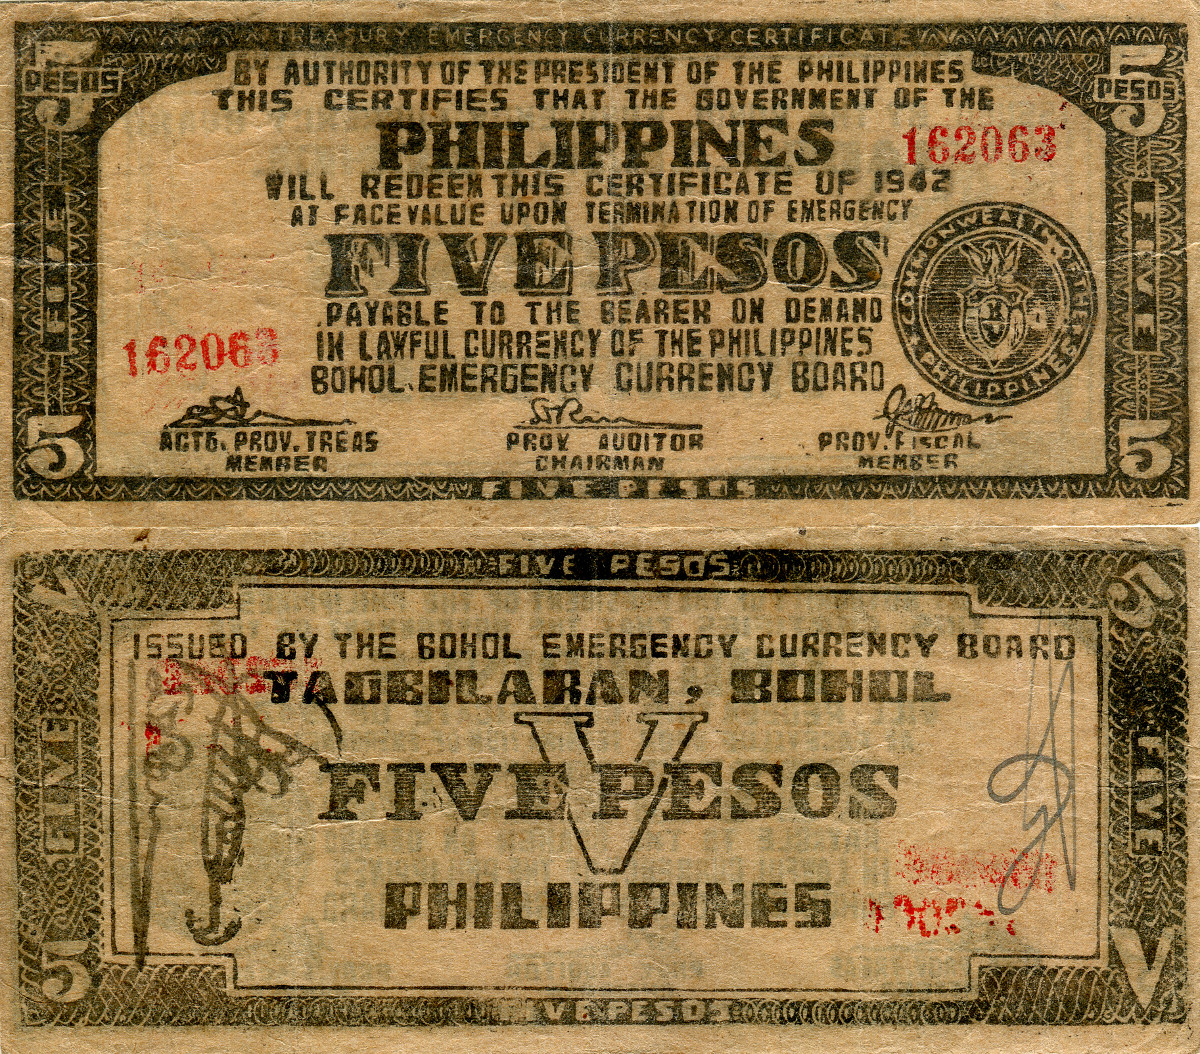 TREASURY EMERGENCY CURRENCY CERTIFICATE
5 PESOS
5 PESOS
BY AUTHORITY OF THE PRESIDENT OF THE PHILIPPINES
THIS CERTIFIES THAT THE GOVERNMENT OF THE
PHILIPPINES
162063
WILL REDEEM THIS CERTIFICATE OF 1942
AT FACE VALUE UPON TERMINATION OF EMERGENCY
FIVE
FIVE PESOS
FIVE
COMMONWEALTH OF THE
PHILIPPINES
PAYABLE TO THE BEARER ON DEMAND
162063
IN LAWFUL CURRENCY OF THE PHILIPPINES
BOHOL EMERGENCY CURRENCY BOARD
ACTG. PROV. TREAS
PROV AUDITOR
PROV. FISCAL
MEMBER
CHAIRMAN
MEMBER
5
5
FIVE PESOS
FIVE PESOS
V
5
ISSUED BY THE BOHOL EMERGENCY CURRENCY BOARD
TAGBILARAN, BOHOL
V
FIVE
FIVE PESOS
FIVE
PHILIPPINES
5
V
FIVE PESOS